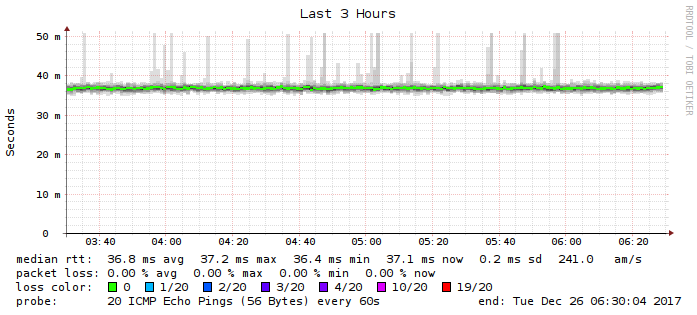 Last 3 Hours
RRDTOOL / TOBI OETIKER
Seconds
50 m
40 m
30 m
20 m
10 m
0
03:40 04:00 04:20 04:40 05:00 05:20 05:40 06:00 06:20
median rtt: 36.8 ms avg 37.2 ms max 36.4 ms min 37.1 ms now 0.2 ms sd 241.0 am/s
packet loss: 0.00 % avg 0.00 % max 0.00 % min 0.00 % now
loss color: 0 1/20 2/20 3/20 4/20 10/20 19/20
probe: 20 ICMP Echo Pings (56 Bytes) every 60s end: Tue Dec 26 06:30:04 2017